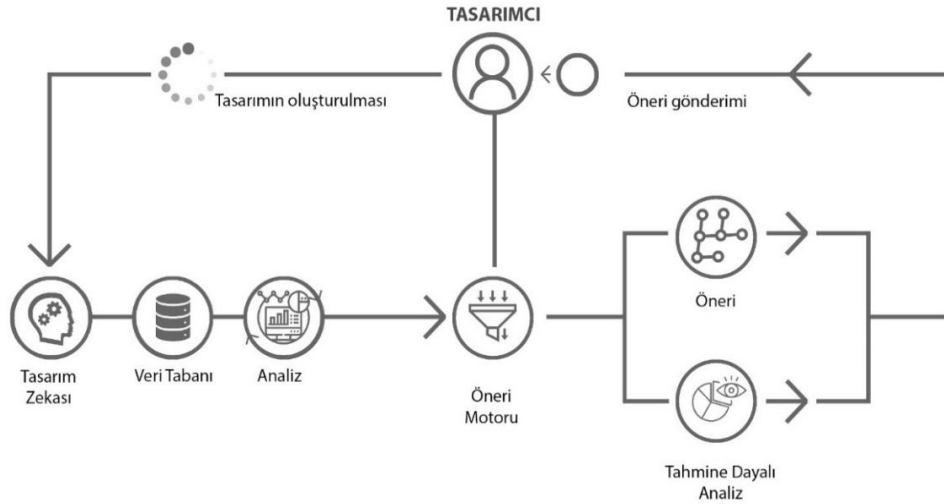 TASARIMCI
Tasarımın oluşturulması
Öneri gönderimi
Öneri
Tasarım
Zekası
Veri Tabanı
Analiz
Öneri
Motoru
Tahmine Dayalı
Analiz